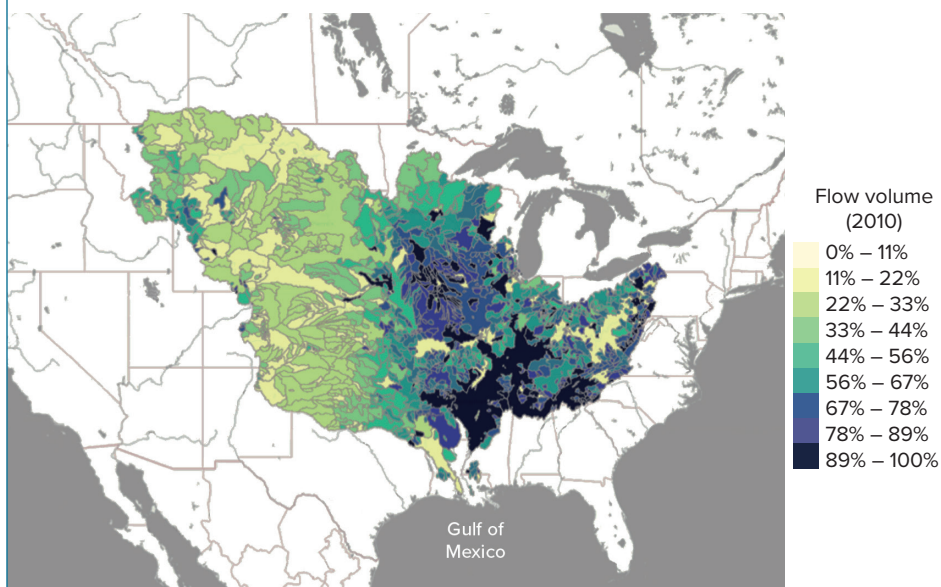 Flow volume
(2010)
0% – 11%
11% – 22%
22% – 33%
33% – 44%
44% – 56%
56% – 67%
67% – 78%
78% – 89%
89% – 100%
Gulf of
Mexico